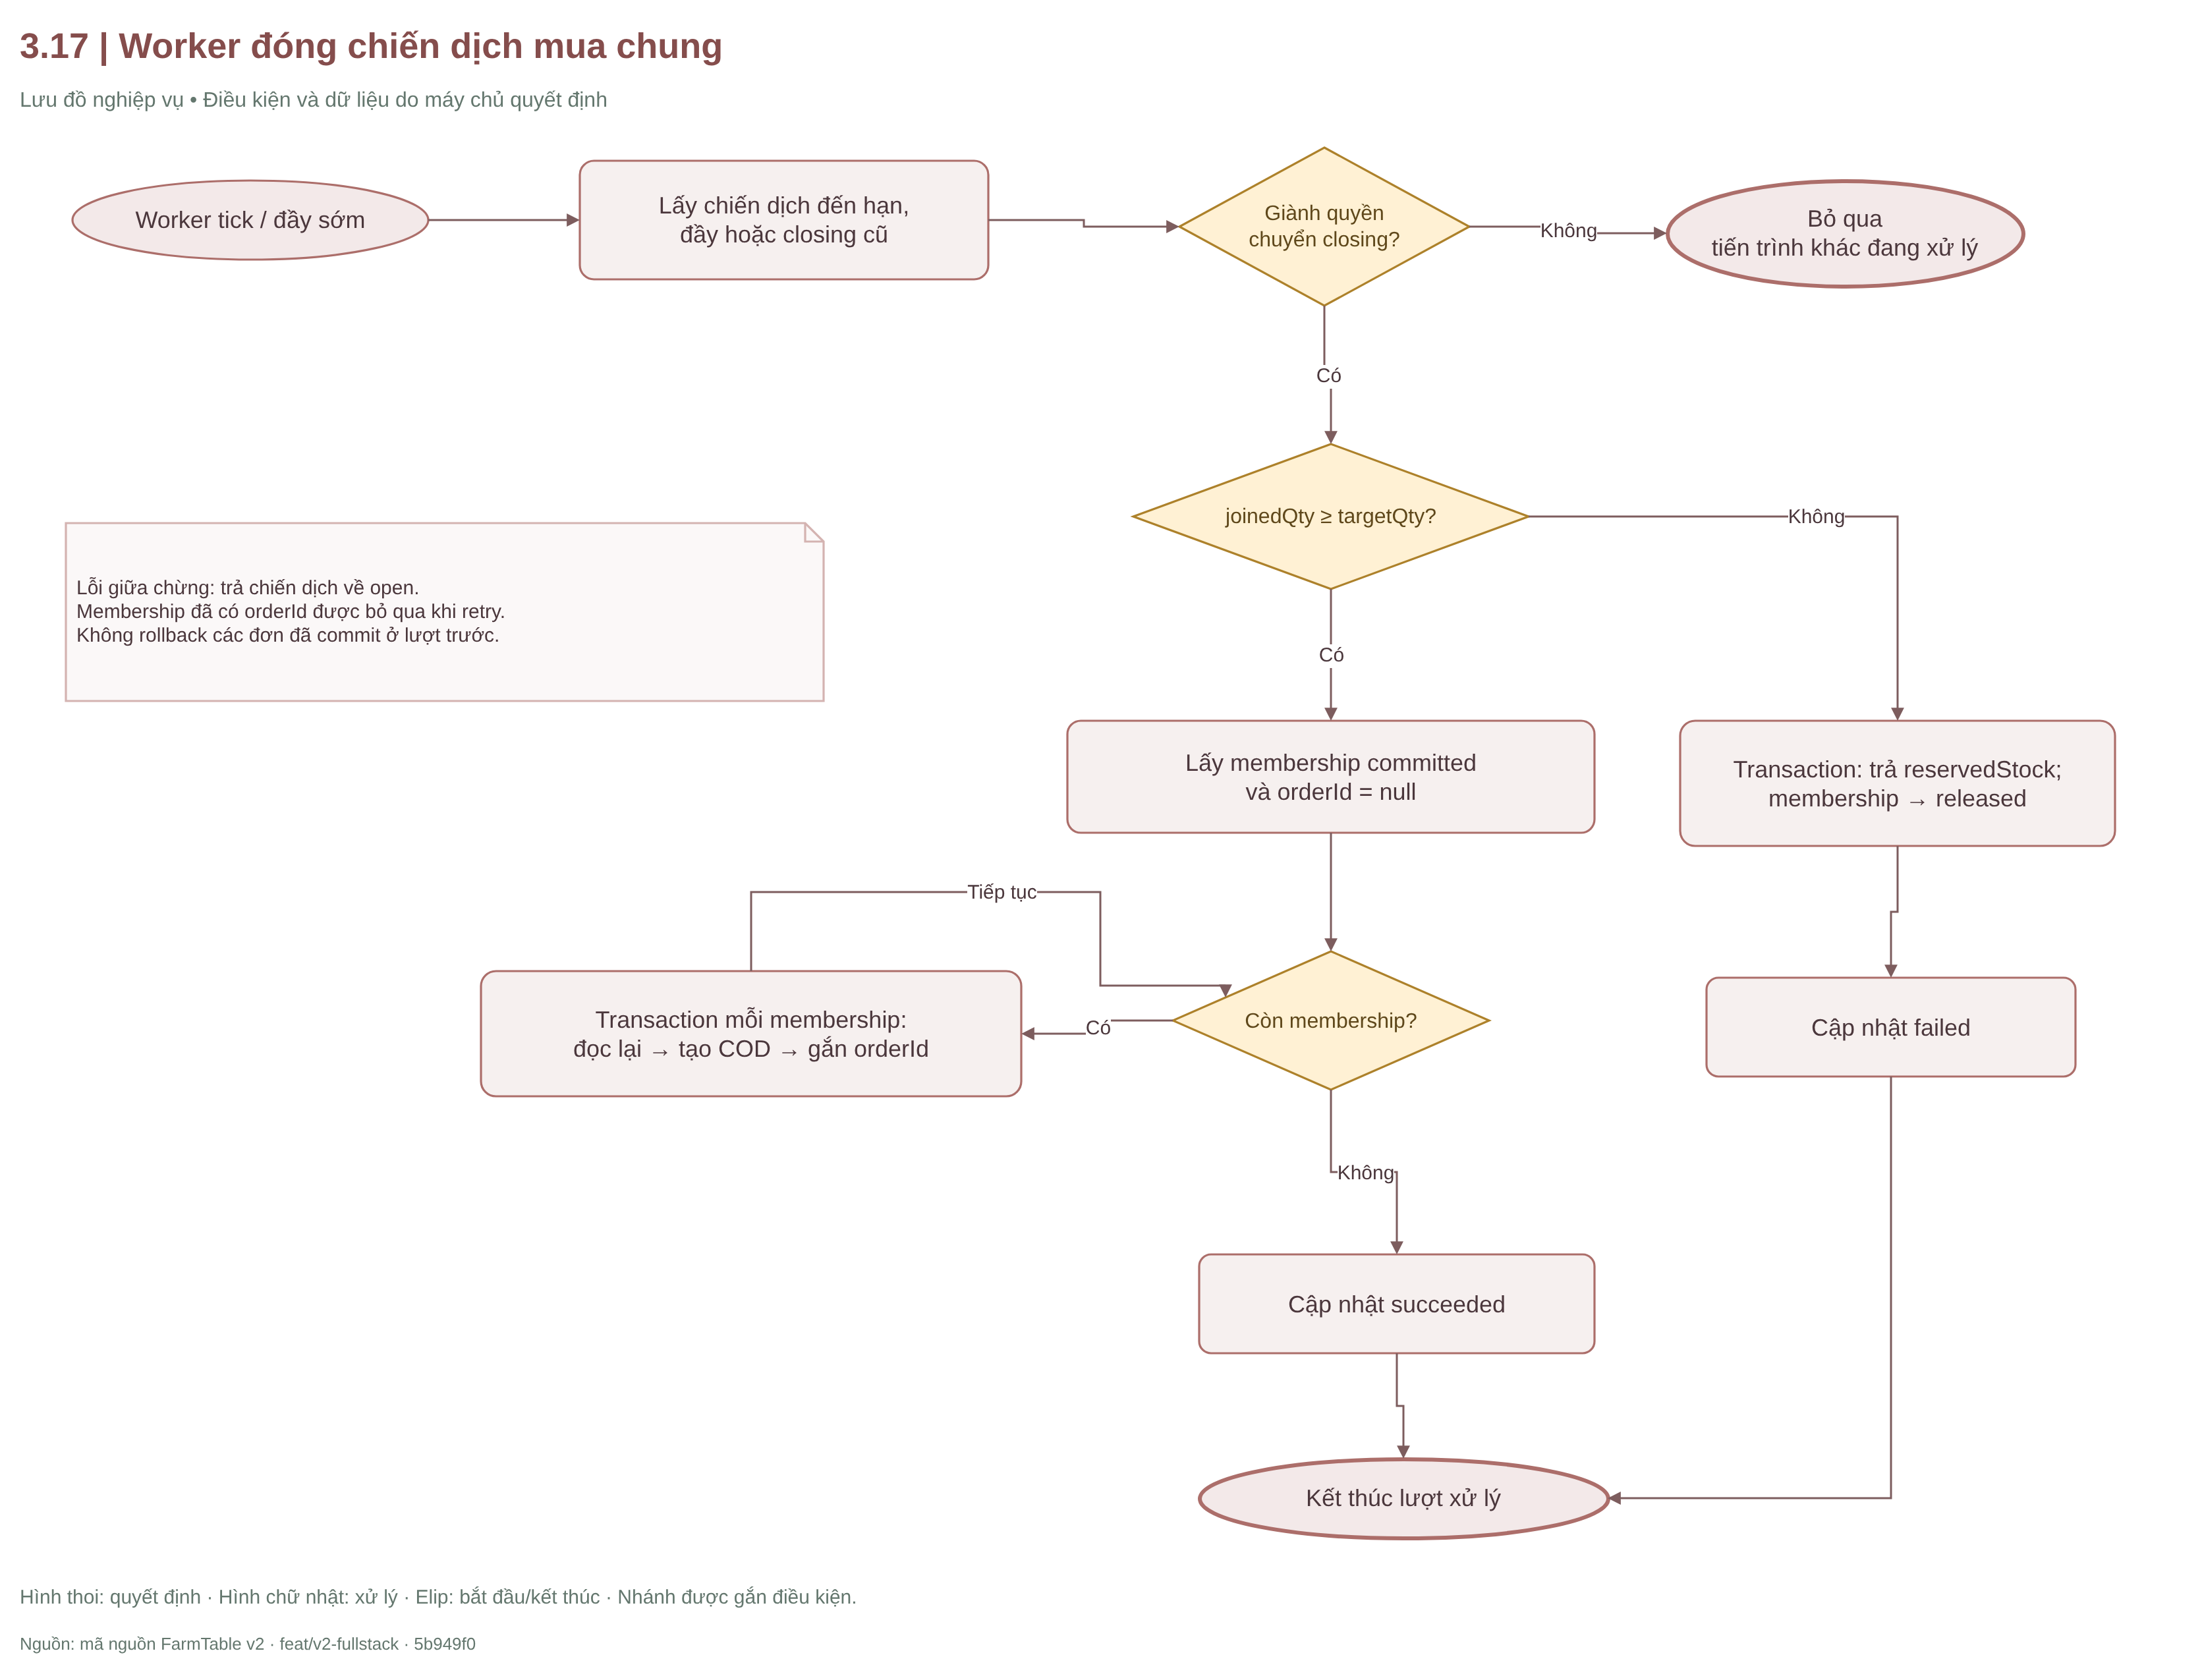 3.17 | Worker đóng chiến dịch mua chung
Lưu đồ nghiệp vụ • Điều kiện và dữ liệu do máy chủ quyết định
Worker tick / đầy sớm
Lấy chiến dịch đến hạn,
đầy hoặc closing cũ
Giành quyền
chuyển closing?
Không
Bỏ qua
tiến trình khác đang xử lý
Có
joinedQty ≥ targetQty?
Không
Lỗi giữa chừng: trả chiến dịch về open.
Membership đã có orderId được bỏ qua khi retry.
Không rollback các đơn đã commit ở lượt trước.
Có
Lấy membership committed
và orderId = null
Transaction: trả reservedStock;
membership → released
Tiếp tục
Transaction mỗi membership:
đọc lại → tạo COD → gắn orderId
Có
Còn membership?
Cập nhật failed
Không
Cập nhật succeeded
Kết thúc lượt xử lý
Hình thoi: quyết định · Hình chữ nhật: xử lý · Elip: bắt đầu/kết thúc · Nhánh được gắn điều kiện.
Nguồn: mã nguồn FarmTable v2 · feat/v2-fullstack · 5b949f0